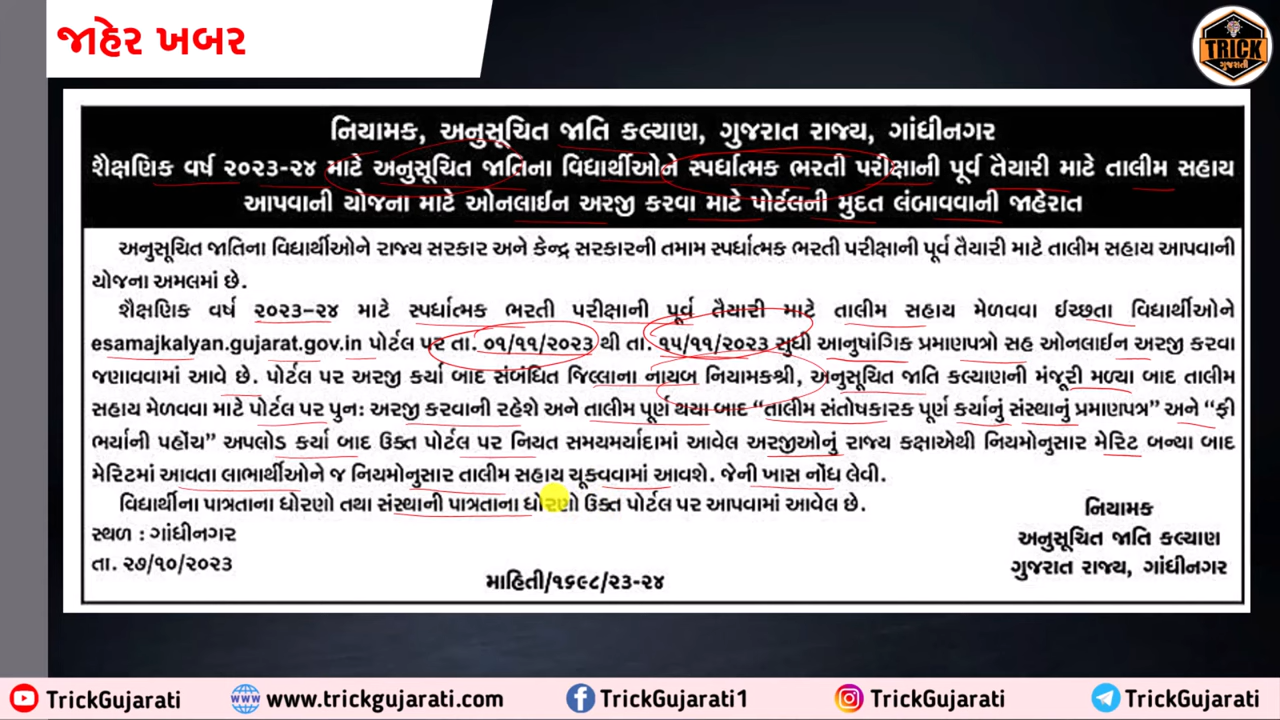 જાહેર ખબર
TRICK
ગુજરાતી
નિયામક, અનુસૂચિત જાતિ કલ્યાણ, ગુજરાત રાજ્ય, ગાંધીનગર
શૈક્ષણિક વર્ષ ૨૦૨૩-૨૪ માટે અનુસૂચિત જાતિના વિદ્યાર્થીઓને સ્પર્ધાત્મક ભરતી પરીક્ષાની પૂર્વ તૈયારી માટે તાલીમ સહાય
આપવાની યોજના માટે ઓનલાઈન અરજી કરવા માટે પોર્ટલની મુદત લંબાવવાની જાહેરાત
અનુસૂચિત જાતિના વિદ્યાર્થીઓને રાજ્ય સરકાર અને કેન્દ્ર સરકારની તમામ સ્પર્ધાત્મક ભરતી પરીક્ષાની પૂર્વ તૈયારી માટે તાલીમ સહાય આપવાની
યોજના અમલમાં છે.
શૈક્ષણિક વર્ષ ૨૦૨૩–૨૪ માટે સ્પર્ધાત્મક ભરતી પરીક્ષાની પૂર્વ તૈયારી માટે તાલીમ સહાય મેળવવા ઈચ્છતા વિદ્યાર્થીઓને
esamajkalyan.gujarat.gov.in પોર્ટલ પર તા. ૦૧/૧૧/૨૦૨૩ થી તા. ૧૫/૧૧/૨૦૨૩ સુધી આનુષાંગિક પ્રમાણપત્રો સહ ઓનલાઈન અરજી કરવા
જણાવવામાં આવે છે. પોર્ટલ પર અરજી કર્યા બાદ સંબંધિત જિલ્લાના નાયબ નિયામકશ્રી, અનુસૂચિત જાતિ કલ્યાણની મંજૂરી મળ્યા બાદ તાલીમ
સહાય મેળવવા માટે પોર્ટલ પર પુન: અરજી કરવાની રહેશે અને તાલીમ પૂર્ણ થયા બાદ “તાલીમ સંતોષકારક પૂર્ણ કર્યાનું સંસ્થાનું પ્રમાણપત્ર” અને “ફી
ભર્યાની પહોંચ” અપલોડ કર્યા બાદ ઉક્ત પોર્ટલ પર નિયત સમયમર્યાદામાં આવેલ અરજીઓનું રાજ્ય કક્ષાએથી નિયમોનુસાર મેરિટ બન્યા બાદ
મેરિટમાં આવતા લાભાર્થીઓને જ નિયમોનુસાર તાલીમ સહાય ચૂકવવામાં આવશે. જેની ખાસ નોંધ લેવી.
વિદ્યાર્થીના પાત્રતાના ધોરણો તથા સંસ્થાની પાત્રતાના ધોરણો ઉક્ત પોર્ટલ પર આપવામાં આવેલ છે.
સ્થળ : ગાંધીનગર
તા. ૨૭/૧૦/૨૦૨૩
માહિતી/૧૬૯૮/૨૩-૨૪
નિયામક
અનુસૂચિત જાતિ કલ્યાણ
ગુજરાત રાજ્ય, ગાંધીનગર
TrickGujarati
www.trickgujarati.com
TrickGujarati1
TrickGujarati
TrickGujarati